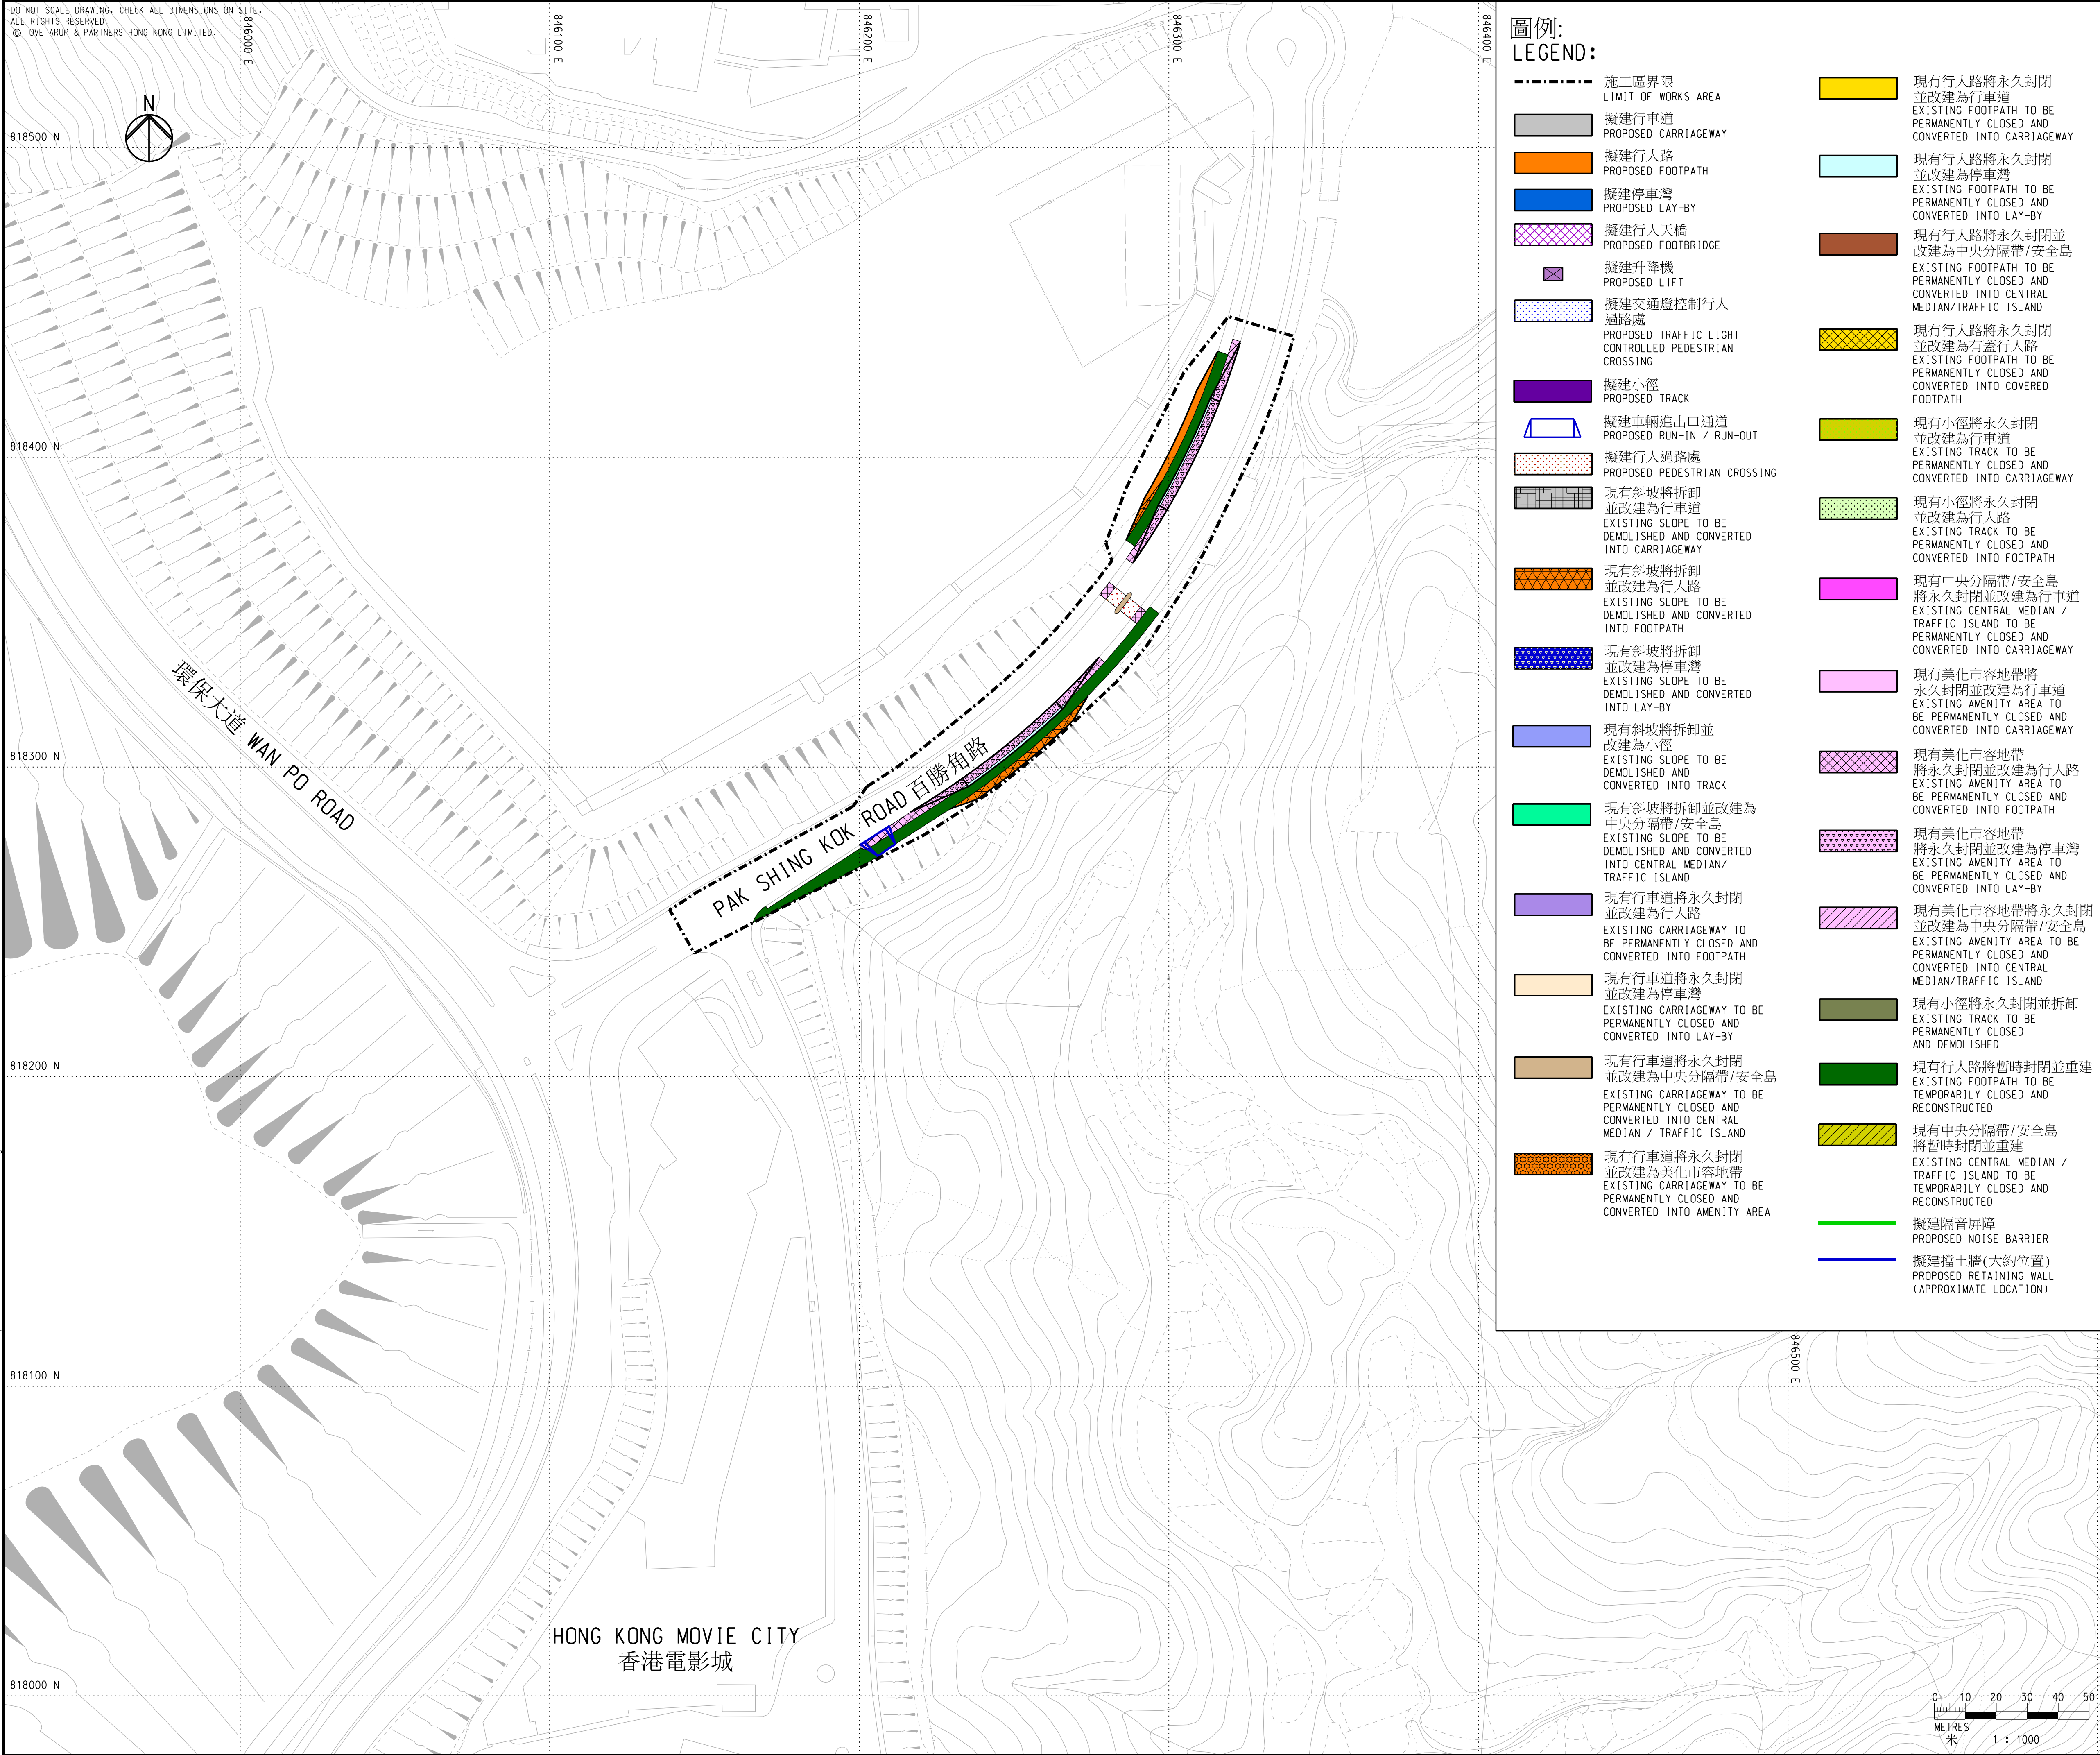 DO NOT SCALE DRAWING. CHECK ALL DIMENSIONS ON SITE.
ALL RIGHTS RESERVED.
© OVE ARUP & PARTNERS HONG KONG LIMITED.
846000 E
846100 E
846200 E
846300 E
846400 E
N
818500 N
818400 N
818300 N
818200 N
818100 N
818000 N
846500 E
環保大道 WAN PO ROAD
PAK SHING KOK ROAD 百勝角路
HONG KONG MOVIE CITY
香港電影城
圖例:
LEGEND:
施工區界限
LIMIT OF WORKS AREA
擬建行車道
PROPOSED CARRIAGEWAY
擬建行人路
PROPOSED FOOTPATH
擬建停車灣
PROPOSED LAY-BY
擬建行人天橋
PROPOSED FOOTBRIDGE
擬建升降機
PROPOSED LIFT
擬建交通燈控制行人
過路處
PROPOSED TRAFFIC LIGHT
CONTROLLED PEDESTRIAN
CROSSING
擬建小徑
PROPOSED TRACK
擬建車輛進出口通道
PROPOSED RUN-IN / RUN-OUT
擬建行人過路處
PROPOSED PEDESTRIAN CROSSING
現有斜坡將拆卸
並改建為行車道
EXISTING SLOPE TO BE
DEMOLISHED AND CONVERTED
INTO CARRIAGEWAY
現有斜坡將拆卸
並改建為行人路
EXISTING SLOPE TO BE
DEMOLISHED AND CONVERTED
INTO FOOTPATH
現有斜坡將拆卸
並改建為停車灣
EXISTING SLOPE TO BE
DEMOLISHED AND CONVERTED
INTO LAY-BY
現有斜坡將拆卸並
改建為小徑
EXISTING SLOPE TO BE
DEMOLISHED AND
CONVERTED INTO TRACK
現有斜坡將拆卸並改建為
中央分隔帶/安全島
EXISTING SLOPE TO BE
DEMOLISHED AND CONVERTED
INTO CENTRAL MEDIAN/
TRAFFIC ISLAND
現有行車道將永久封閉
並改建為行人路
EXISTING CARRIAGEWAY TO
BE PERMANENTLY CLOSED AND
CONVERTED INTO FOOTPATH
現有行車道將永久封閉
並改建為停車灣
EXISTING CARRIAGEWAY TO BE
PERMANENTLY CLOSED AND
CONVERTED INTO LAY-BY
現有行車道將永久封閉
並改建為中央分隔帶/安全島
EXISTING CARRIAGEWAY TO BE
PERMANENTLY CLOSED AND
CONVERTED INTO CENTRAL
MEDIAN / TRAFFIC ISLAND
現有行車道將永久封閉
並改建為美化市容地帶
EXISTING CARRIAGEWAY TO BE
PERMANENTLY CLOSED AND
CONVERTED INTO AMENITY AREA
現有行人路將永久封閉
並改建為行車道
EXISTING FOOTPATH TO BE
PERMANENTLY CLOSED AND
CONVERTED INTO CARRIAGEWAY
現有行人路將永久封閉
並改建為停車灣
EXISTING FOOTPATH TO BE
PERMANENTLY CLOSED AND
CONVERTED INTO LAY-BY
現有行人路將永久封閉並
改建為中央分隔帶/安全島
EXISTING FOOTPATH TO BE
PERMANENTLY CLOSED AND
CONVERTED INTO CENTRAL
MEDIAN/TRAFFIC ISLAND
現有行人路將永久封閉
並改建為有蓋行人路
EXISTING FOOTPATH TO BE
PERMANENTLY CLOSED AND
CONVERTED INTO COVERED
FOOTPATH
現有小徑將永久封閉
並改建為行車道
EXISTING TRACK TO BE
PERMANENTLY CLOSED AND
CONVERTED INTO CARRIAGEWAY
現有小徑將永久封閉
並改建為行人路
EXISTING TRACK TO BE
PERMANENTLY CLOSED AND
CONVERTED INTO FOOTPATH
現有中央分隔帶/安全島
將永久封閉並改建為行車道
EXISTING CENTRAL MEDIAN /
TRAFFIC ISLAND TO BE
PERMANENTLY CLOSED AND
CONVERTED INTO CARRIAGEWAY
現有美化市容地帶將
永久封閉並改建為行車道
EXISTING AMENITY AREA TO
BE PERMANENTLY CLOSED AND
CONVERTED INTO CARRIAGEWAY
現有美化市容地帶
將永久封閉並改建為行人路
EXISTING AMENITY AREA TO
BE PERMANENTLY CLOSED AND
CONVERTED INTO FOOTPATH
現有美化市容地帶
將永久封閉並改建為停車灣
EXISTING AMENITY AREA TO
BE PERMANENTLY CLOSED AND
CONVERTED INTO LAY-BY
現有美化市容地帶將永久封閉
並改建為中央分隔帶/安全島
EXISTING AMENITY AREA TO BE
PERMANENTLY CLOSED AND
CONVERTED INTO CENTRAL
MEDIAN/TRAFFIC ISLAND
現有小徑將永久封閉並拆卸
EXISTING TRACK TO BE
PERMANENTLY CLOSED
AND DEMOLISHED
現有行人路將暫時封閉並重建
EXISTING FOOTPATH TO BE
TEMPORARILY CLOSED AND
RECONSTRUCTED
現有中央分隔帶/安全島
將暫時封閉並重建
EXISTING CENTRAL MEDIAN /
TRAFFIC ISLAND TO BE
TEMPORARILY CLOSED AND
RECONSTRUCTED
擬建隔音屏障
PROPOSED NOISE BARRIER
擬建擋土牆(大約位置)
PROPOSED RETAINING WALL
(APPROXIMATE LOCATION)
0 10 20 30 40 50
METRES
米 1 : 1000